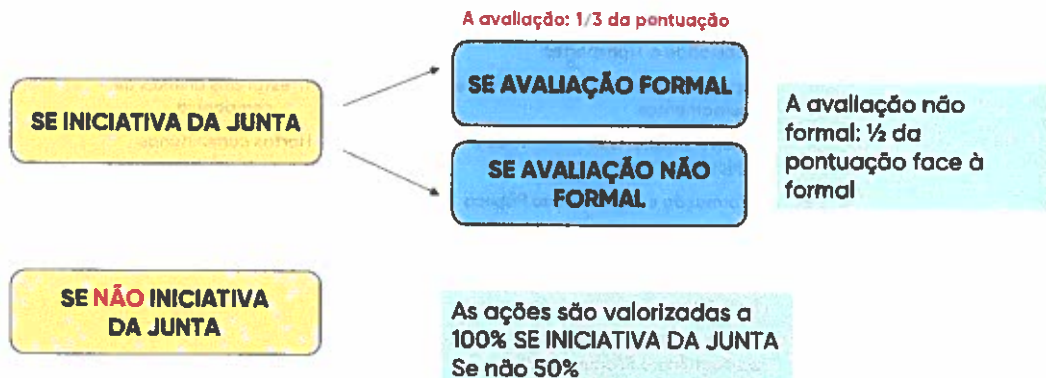 A avaliação: 1/3 da pontuação
SE INICIATIVA DA JUNTA
SE AVALIAÇÃO FORMAL
SE AVALIAÇÃO NÃO
FORMAL
A avaliação não
formal: ½ da
pontuação face à
formal
SE NÃO INICIATIVA
DA JUNTA
As ações são valorizadas a
100% SE INICIATIVA DA JUNTA
Se não 50%